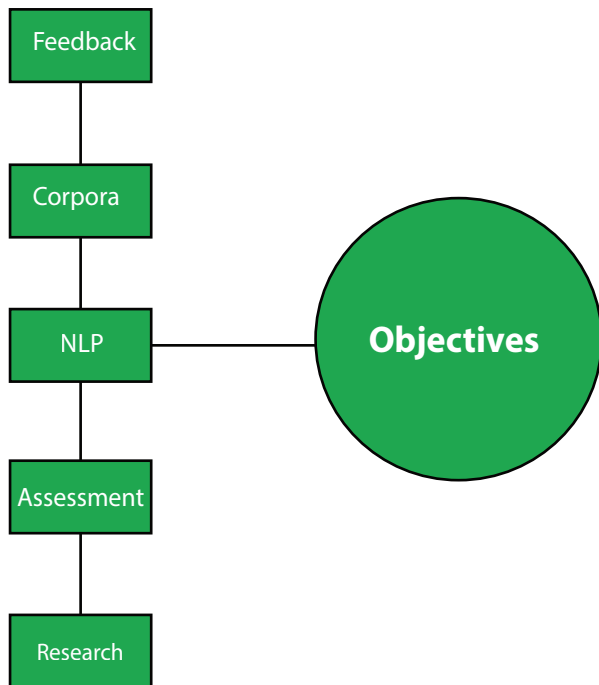 Feedback
Corpora
NLP
Objectives
Assessment
Research